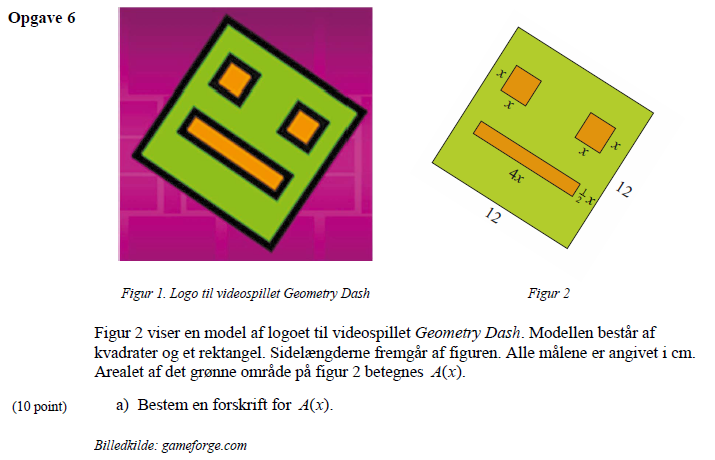 Opgave 6
x
x
x
x
4x
½x
12
12
Figur 1. Logo til videospillet Geometry Dash
Figur 2
Figur 2 viser en model af logoet til videospillet Geometry Dash. Modellen består af
kvadrater og et rektangel. Sidelængderne fremgår af figuren. Alle målene er angivet i cm.
Arealet af det grønne område på figur 2 betegnes A(x).
(10 point) a) Bestem en forskrift for A(x).
Billedkilde: gameforge.com